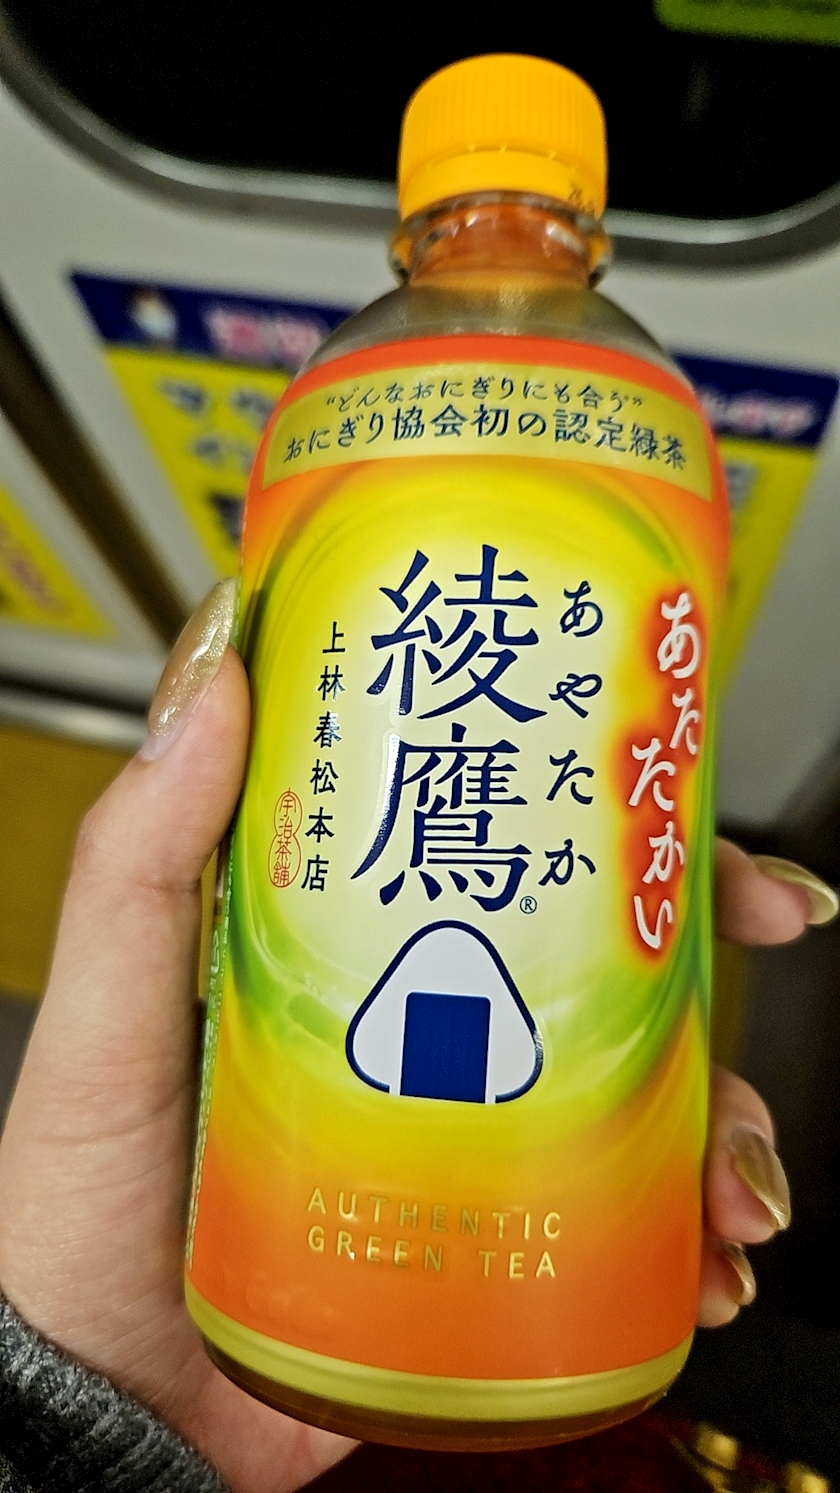 “どんなおにぎりにも合う”
おにぎり協会初の認定緑茶
あたたかい
あやたか
綾鷹®
上林春松本店
宇治茶舗
AUTHENTIC
GREEN TEA